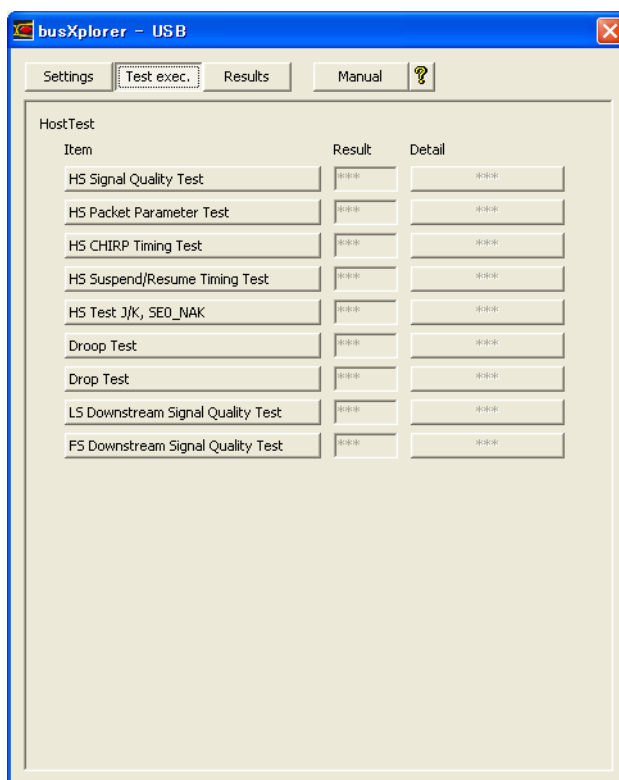 busXplorer - USB
Settings Test exec. Results Manual ?
HostTest
Item Result Detail
HS Signal Quality Test *** ***
HS Packet Parameter Test *** ***
HS CHIRP Timing Test *** ***
HS Suspend/Resume Timing Test *** ***
HS Test J/K, SE0_NAK *** ***
Droop Test *** ***
Drop Test *** ***
LS Downstream Signal Quality Test *** ***
FS Downstream Signal Quality Test *** ***